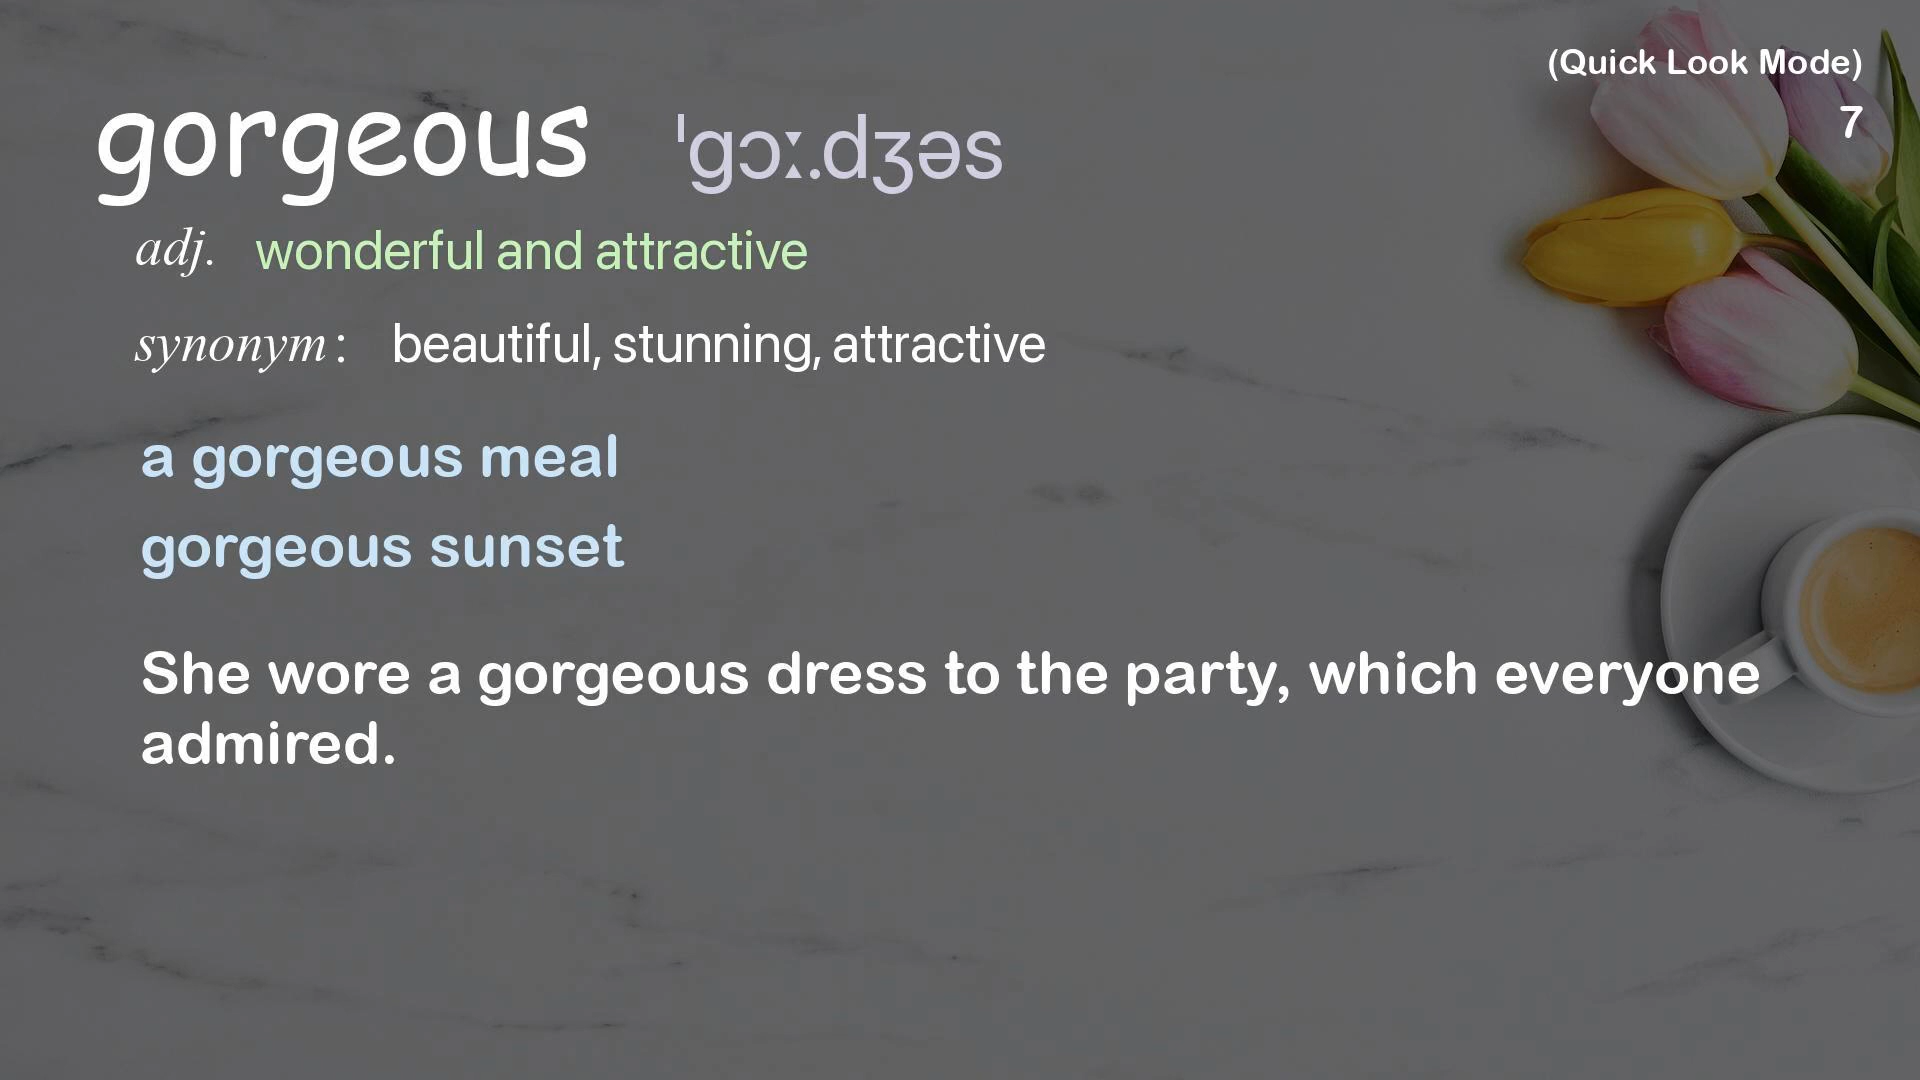 (Quick Look Mode)
7
gorgeous ˈɡɔː.dʒəs
adj. wonderful and attractive
synonym: beautiful, stunning, attractive
a gorgeous meal
gorgeous sunset
She wore a gorgeous dress to the party, which everyone
admired.